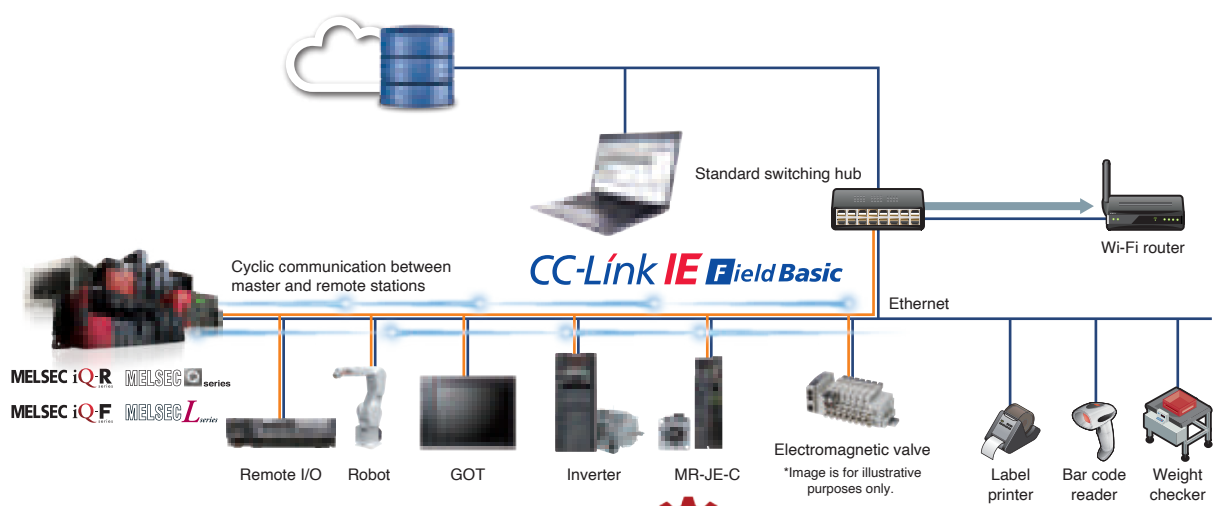 Standard switching hub
Wi-Fi router
Cyclic communication between
master and remote stations
CC-Link IE Field Basic
Ethernet
MELSEC iQ-R series MELSEC Q series
MELSEC iQ-F series MELSEC L series
Remote I/O
Robot
GOT
Inverter
MR-JE-C
Electromagnetic valve
*Image is for illustrative
purposes only.
Label
printer
Bar code
reader
Weight
checker